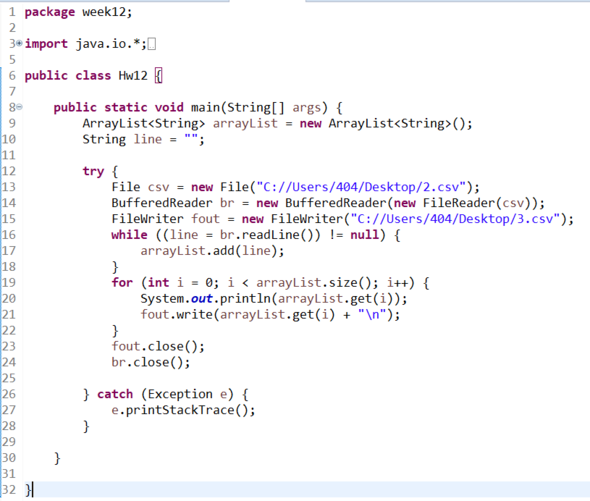 1 package week12;
2
3 import java.io.*;
5
6 public class Hw12 {
7
8     public static void main(String[] args) {
9         ArrayList<String> arrayList = new ArrayList<String>();
10         String line = "";
11
12         try {
13             File csv = new File("C://Users/404/Desktop/2.csv");
14             BufferedReader br = new BufferedReader(new FileReader(csv));
15             FileWriter fout = new FileWriter("C://Users/404/Desktop/3.csv");
16             while ((line = br.readLine()) != null) {
17                 arrayList.add(line);
18             }
19             for (int i = 0; i < arrayList.size(); i++) {
20                 System.out.println(arrayList.get(i));
21                 fout.write(arrayList.get(i) + "\n");
22             }
23             fout.close();
24             br.close();
25
26         } catch (Exception e) {
27             e.printStackTrace();
28         }
29
30     }
31
32 }